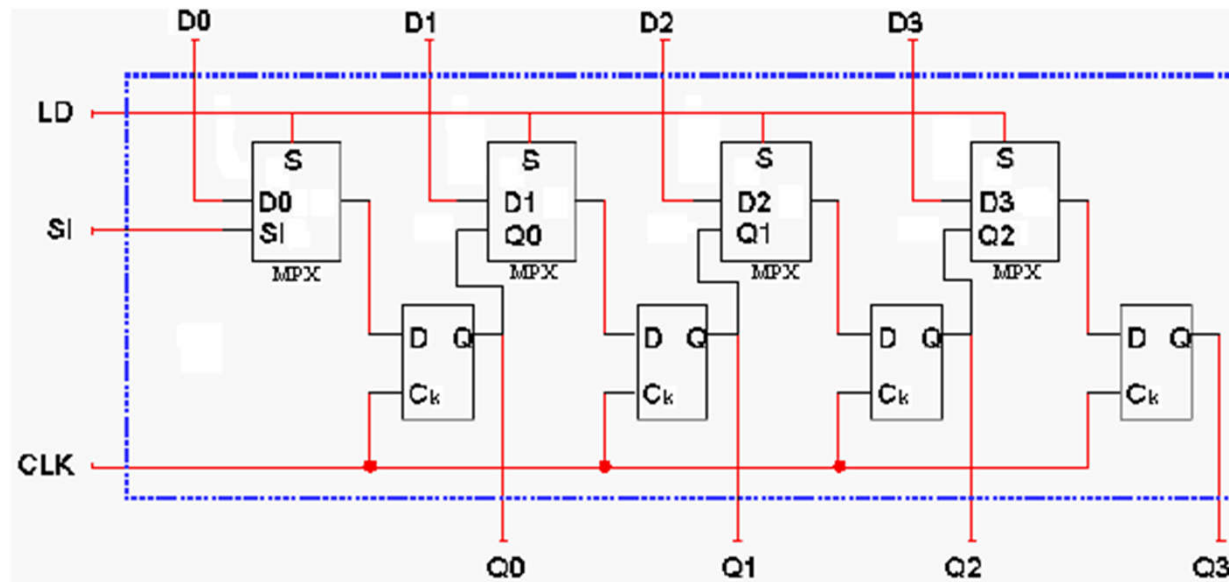 D0 D1 D2 D3
LD
S S S S
D0 D1 D2 D3
SI SI Q0 Q1 Q2
MPX MPX MPX MPX
D Q D Q D Q D Q
Ck Ck Ck Ck
CLK
Q0 Q1 Q2 Q3